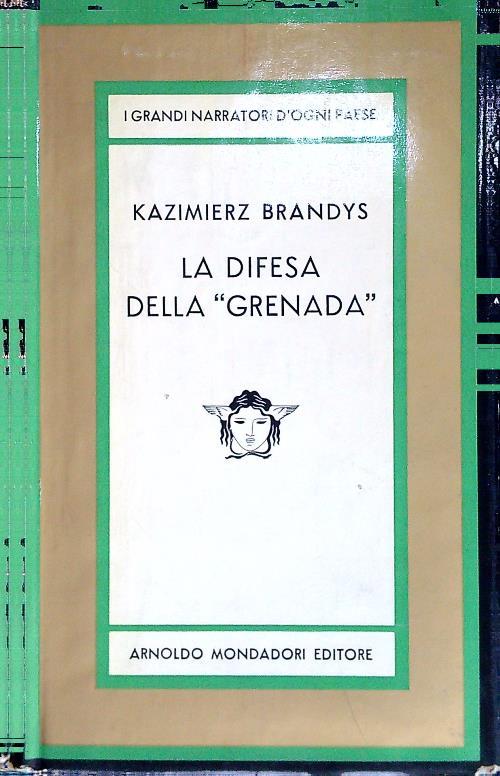 I GRANDI NARRATORI D'OGNI PAESE
KAZIMIERZ BRANDYS
LA DIFESA
DELLA “GRENADA”
ARNOLDO MONDADORI EDITORE